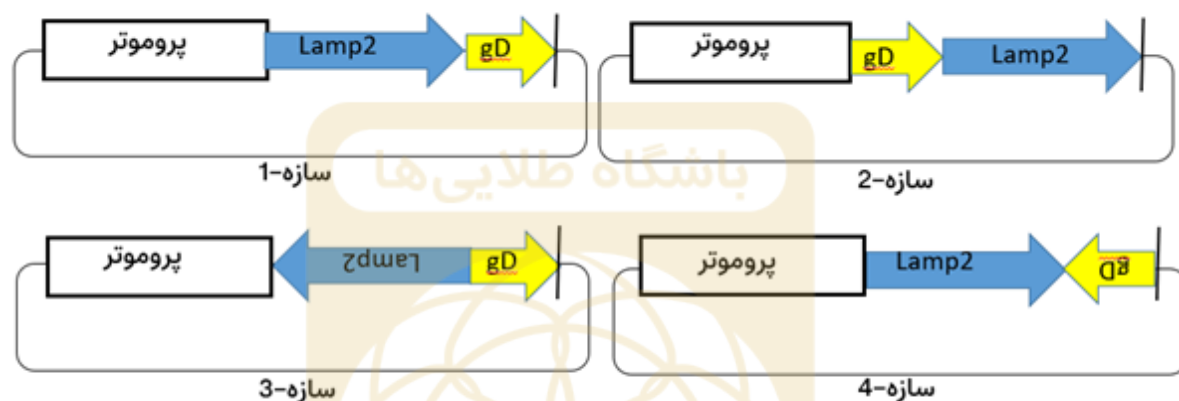 پروموتر Lamp2 gD
سازه-1
پروموتر gD Lamp2
سازه-2
باشگاه طلایی‌ها
پروموتر Lamp2 gD
سازه-3
پروموتر Lamp2 gD
سازه-4